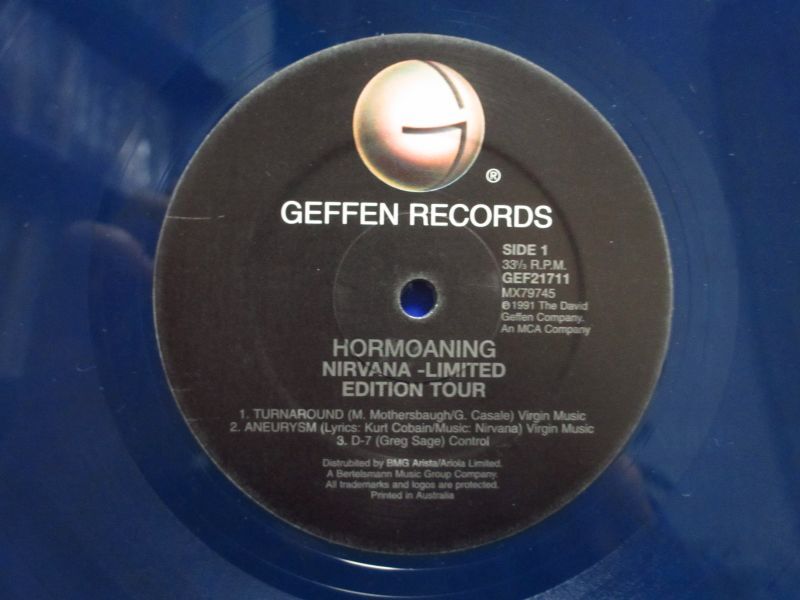 ®
GEFFEN RECORDS
SIDE 1
33⅓ R.P.M.
GEF21711
MX79745
℗1991 The David
Geffen Company.
An MCA Company
HORMOANING
NIRVANA -LIMITED
EDITION TOUR
1. TURNAROUND (M. Mothersbaugh/G. Casale) Virgin Music
2. ANEURYSM (Lyrics: Kurt Cobain/Music: Nirvana) Virgin Music
3. D-7 (Greg Sage) Control
Distrubited by BMG Arista/Ariola Limited.
A Bertelsmann Music Group Company.
All trademarks and logos are protected.
Printed in Australia